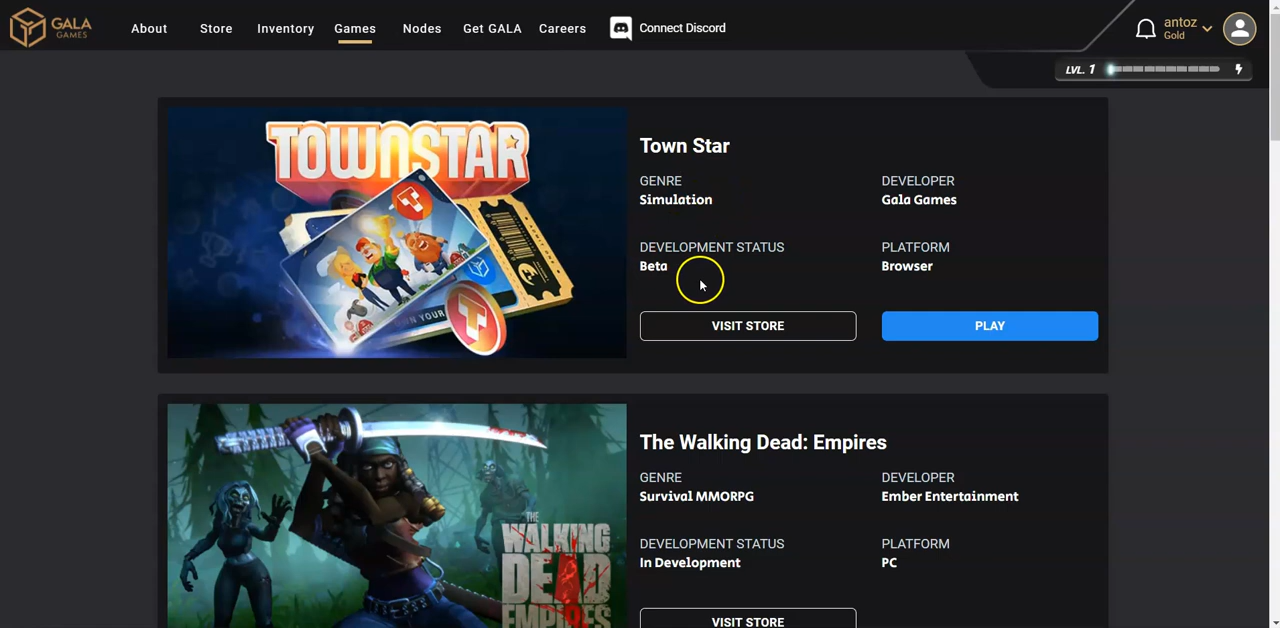 GALA GAMES
About Store Inventory Games Nodes Get GALA Careers Connect Discord
antoz
Gold
LVL. 1
TOWNSTAR
Town Star
GENRE DEVELOPER
Simulation Gala Games
DEVELOPMENT STATUS PLATFORM
Beta Browser
VISIT STORE PLAY
The Walking Dead: Empires
GENRE DEVELOPER
Survival MMORPG Ember Entertainment
DEVELOPMENT STATUS PLATFORM
In Development PC
THE
WALKING
DEAD
EMPIRES
VISIT STORE